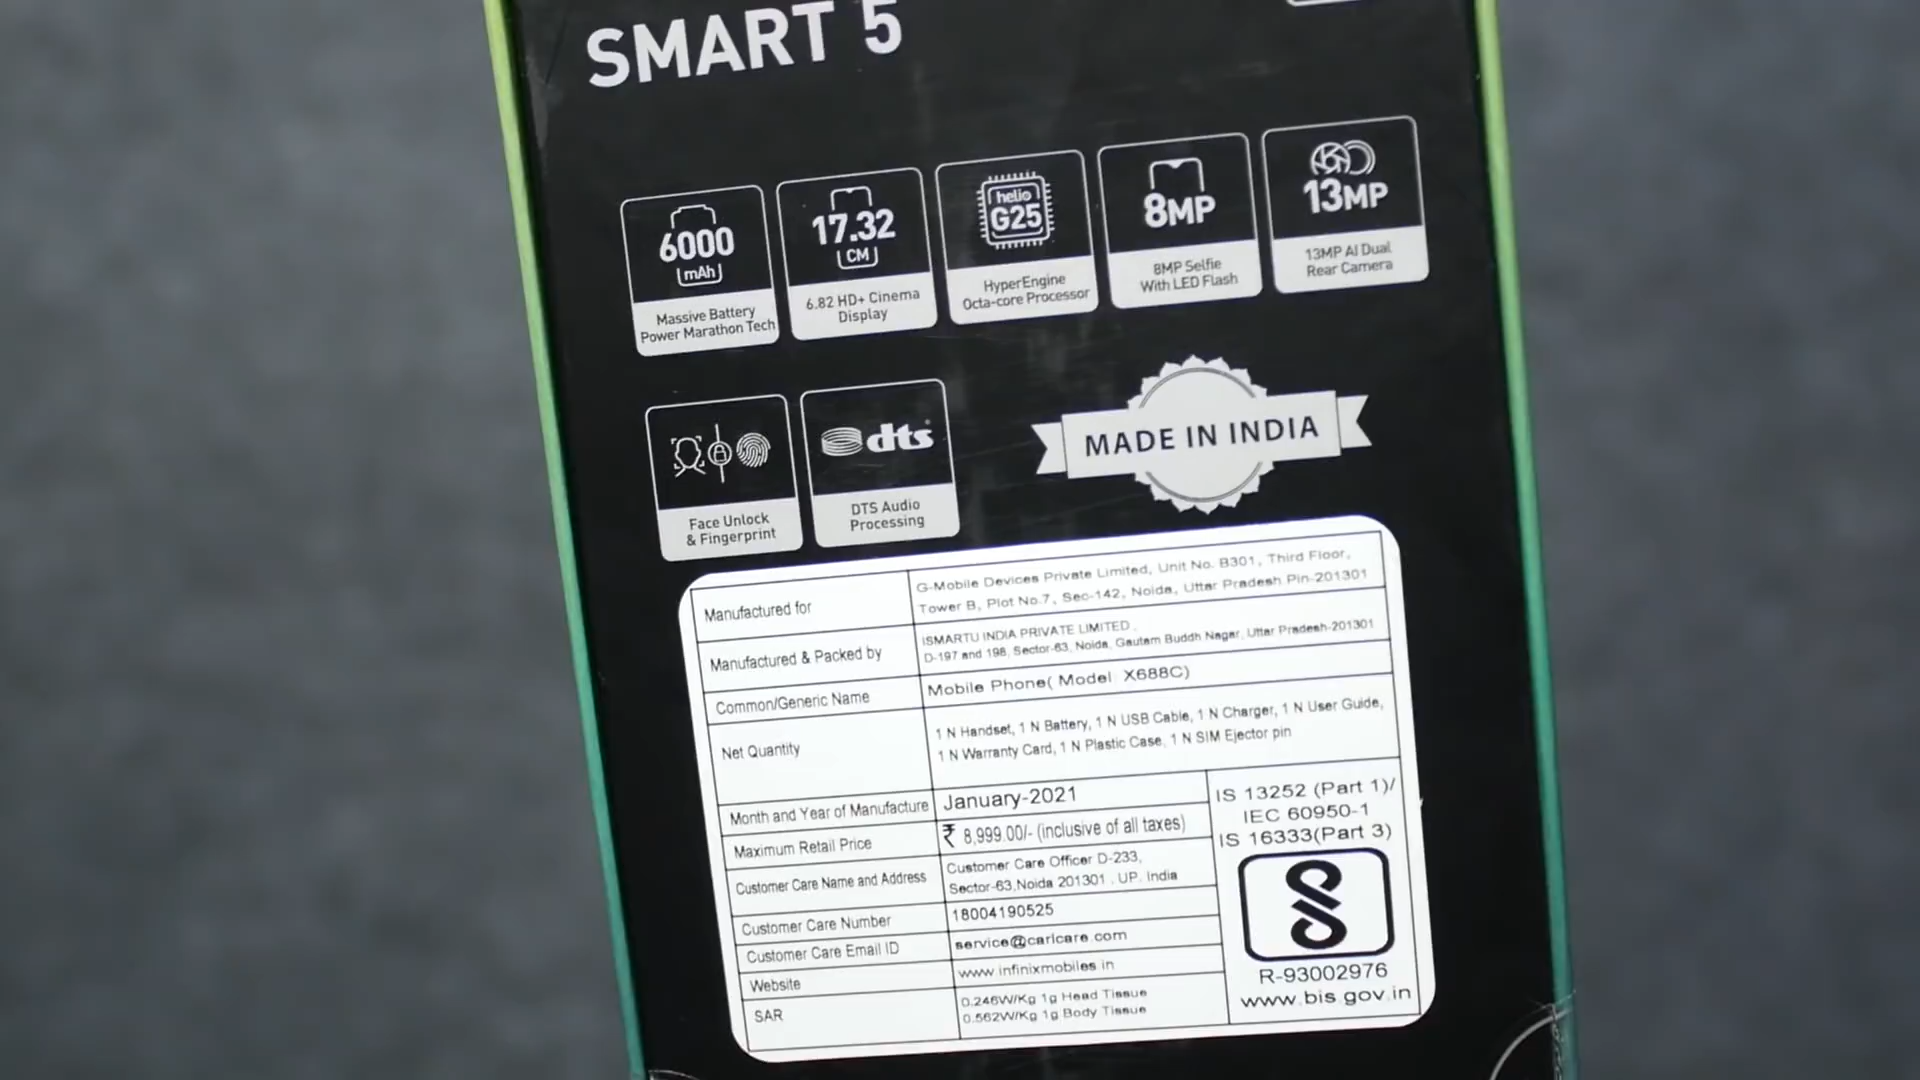 SMART 5
6000
mAh
Massive Battery
Power Marathon Tech
17.32
CM
6.82 HD+ Cinema
Display
helio
G25
HyperEngine
Octa-core Processor
8MP
8MP Selfie
With LED Flash
13MP
13MP AI Dual
Rear Camera
Face Unlock
& Fingerprint
dts
DTS Audio
Processing
MADE IN INDIA
Manufactured for
G-Mobile Devices Private Limited, Unit No. B301, Third Floor,
Tower B, Plot No.7, Sec-142, Noida, Uttar Pradesh Pin-201301
Manufactured & Packed by
ISMARTU INDIA PRIVATE LIMITED.
D-197 and 198, Sector-63, Noida, Gautam Buddh Nagar, Uttar Pradesh-201301
Common/Generic Name
Mobile Phone( Model: X688C)
Net Quantity
1 N Handset, 1 N Battery, 1 N USB Cable, 1 N Charger, 1 N User Guide,
1 N Warranty Card, 1 N Plastic Case, 1 N SIM Ejector pin
Month and Year of Manufacture
January-2021
Maximum Retail Price
₹ 8,999.00/- (inclusive of all taxes)
Customer Care Name and Address
Customer Care Officer D-233,
Sector-63,Noida 201301 . UP. India
Customer Care Number
18004190525
Customer Care Email ID
service@carlcare.com
Website
www.infinixmobiles.in
SAR
0.246W/Kg 1g Head Tissue
0.562W/Kg 1g Body Tissue
IS 13252 (Part 1)/
IEC 60950-1
IS 16333(Part 3)
R-93002976
www.bis.gov.in